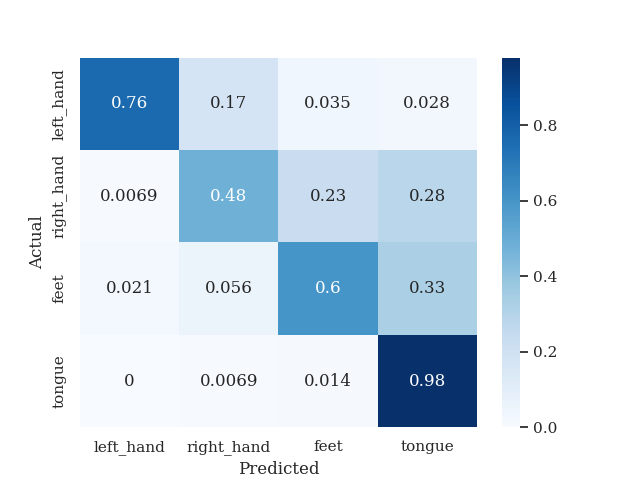 left_hand 0.76 0.17 0.035 0.028
right_hand 0.0069 0.48 0.23 0.28
feet 0.021 0.056 0.6 0.33
tongue 0 0.0069 0.014 0.98
Actual
left_hand right_hand feet tongue
Predicted
0.8
0.6
0.4
0.2
0.0